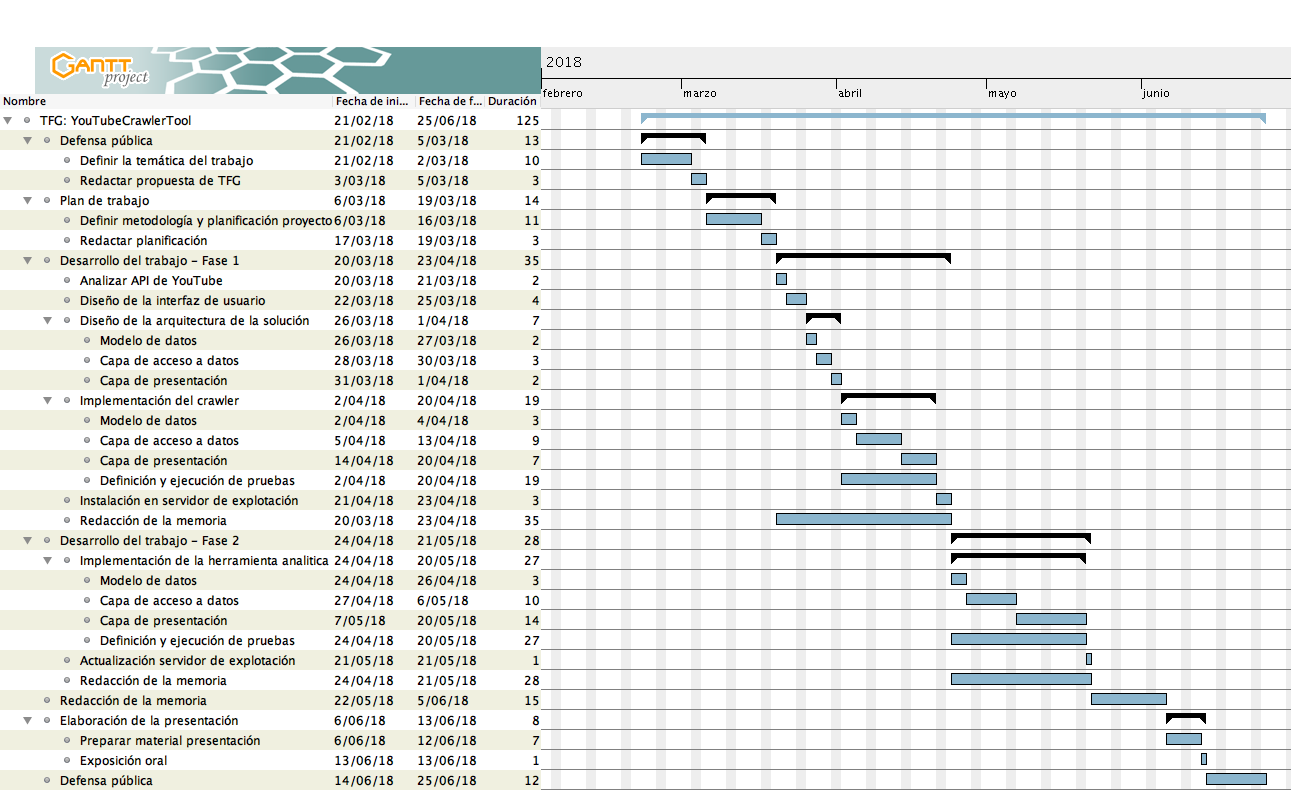 GANTT
project
2018
febrero marzo abril mayo junio
Nombre Fecha de ini... Fecha de f... Duración
TFG: YouTubeCrawlerTool 21/02/18 25/06/18 125
Defensa pública 21/02/18 5/03/18 13
Definir la temática del trabajo 21/02/18 2/03/18 10
Redactar propuesta de TFG 3/03/18 5/03/18 3
Plan de trabajo 6/03/18 19/03/18 14
Definir metodología y planificación proyecto 6/03/18 16/03/18 11
Redactar planificación 17/03/18 19/03/18 3
Desarrollo del trabajo – Fase 1 20/03/18 23/04/18 35
Analizar API de YouTube 20/03/18 21/03/18 2
Diseño de la interfaz de usuario 22/03/18 25/03/18 4
Diseño de la arquitectura de la solución 26/03/18 1/04/18 7
Modelo de datos 26/03/18 27/03/18 2
Capa de acceso a datos 28/03/18 30/03/18 3
Capa de presentación 31/03/18 1/04/18 2
Implementación del crawler 2/04/18 20/04/18 19
Modelo de datos 2/04/18 4/04/18 3
Capa de acceso a datos 5/04/18 13/04/18 9
Capa de presentación 14/04/18 20/04/18 7
Definición y ejecución de pruebas 2/04/18 20/04/18 19
Instalación en servidor de explotación 21/04/18 23/04/18 3
Redacción de la memoria 20/03/18 23/04/18 35
Desarrollo del trabajo – Fase 2 24/04/18 21/05/18 28
Implementación de la herramienta analitica 24/04/18 20/05/18 27
Modelo de datos 24/04/18 26/04/18 3
Capa de acceso a datos 27/04/18 6/05/18 10
Capa de presentación 7/05/18 20/05/18 14
Definición y ejecución de pruebas 24/04/18 20/05/18 27
Actualización servidor de explotación 21/05/18 21/05/18 1
Redacción de la memoria 24/04/18 21/05/18 28
Redacción de la memoria 22/05/18 5/06/18 15
Elaboración de la presentación 6/06/18 13/06/18 8
Preparar material presentación 6/06/18 12/06/18 7
Exposición oral 13/06/18 13/06/18 1
Defensa pública 14/06/18 25/06/18 12